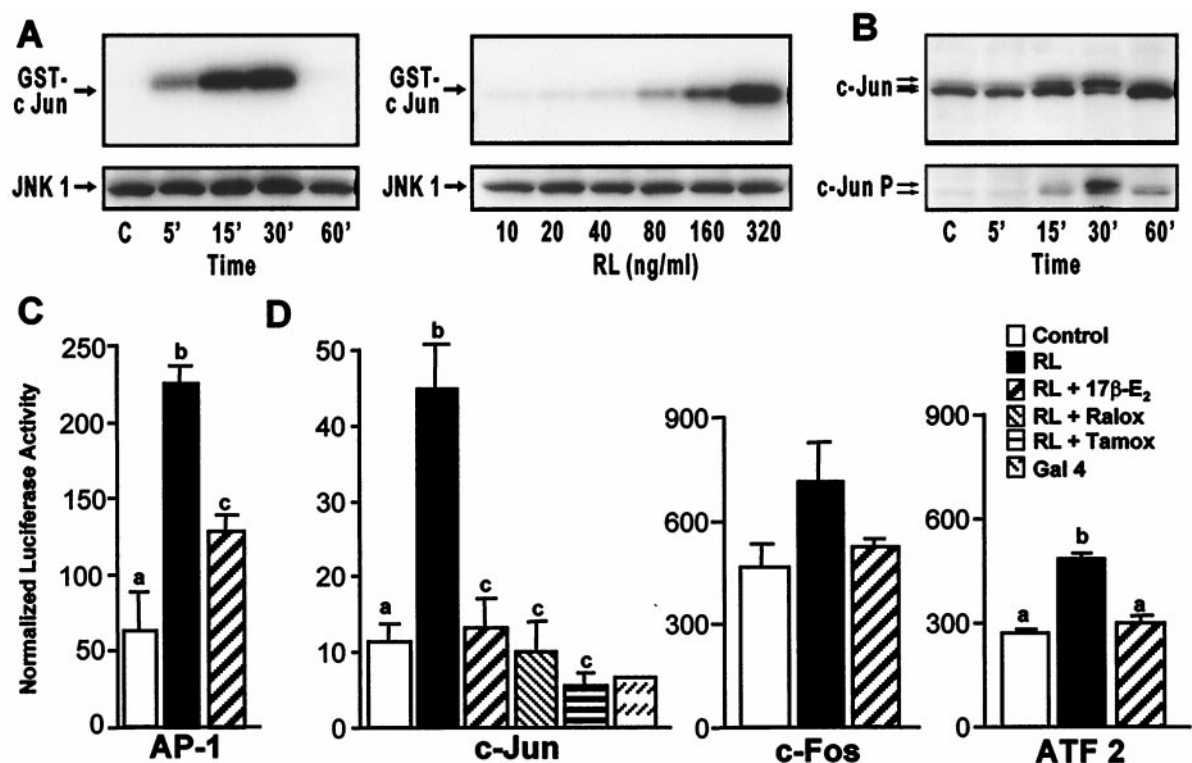 A
GST-
c Jun
JNK 1
C 5’ 15’ 30’ 60’
Time
GST-
c Jun
JNK 1
10 20 40 80 160 320
RL (ng/ml)
B
c-Jun
c-Jun P
C 5’ 15’ 30’ 60’
Time
C
Normalized Luciferase Activity
250
200
150
100
50
0
a
b
c
AP-1
D
50
40
30
20
10
0
a
b
c
c
c
c-Jun
900
600
300
0
c-Fos
900
600
300
0
a
b
a
ATF 2
Control
RL
RL + 17β-E₂
RL + Ralox
RL + Tamox
Gal 4